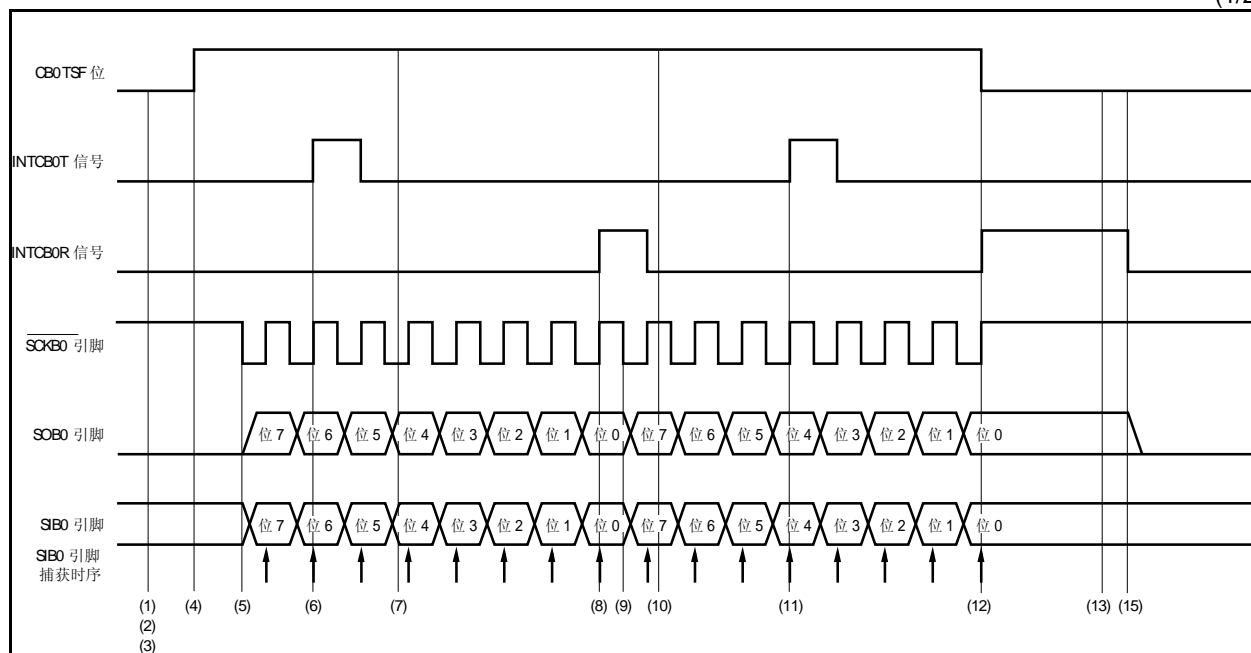 CB0TSF 位
INTCB0T 信号
INTCB0R 信号
SCKB0 引脚
SOB0 引脚
位 7 位 6 位 5 位 4 位 3 位 2 位 1 位 0 位 7 位 6 位 5 位 4 位 3 位 2 位 1 位 0
SIB0 引脚
位 7 位 6 位 5 位 4 位 3 位 2 位 1 位 0 位 7 位 6 位 5 位 4 位 3 位 2 位 1 位 0
SIB0 引脚
捕获时序
(1) (4) (5) (6) (7) (8) (9) (10) (11) (12) (13) (15)
(2)
(3)